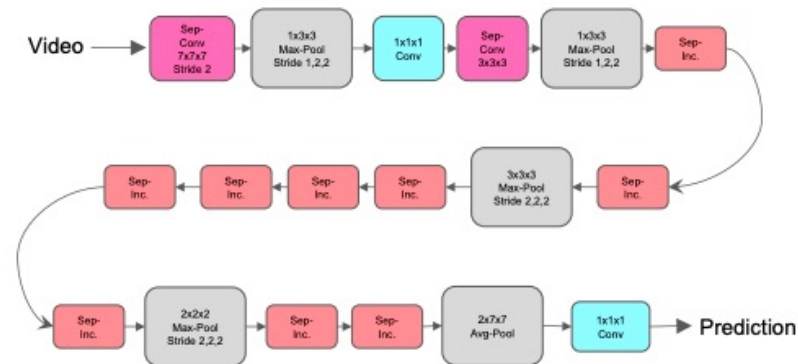 Video
Sep-
Conv
7x7x7
Stride 2
1x3x3
Max-Pool
Stride 1,2,2
1x1x1
Conv
Sep-
Conv
3x3x3
1x3x3
Max-Pool
Stride 1,2,2
Sep-
Inc.
Sep-
Inc.
3x3x3
Max-Pool
Stride 2,2,2
Sep-
Inc.
Sep-
Inc.
Sep-
Inc.
Sep-
Inc.
Sep-
Inc.
2x2x2
Max-Pool
Stride 2,2,2
Sep-
Inc.
Sep-
Inc.
2x7x7
Avg-Pool
1x1x1
Conv
Prediction